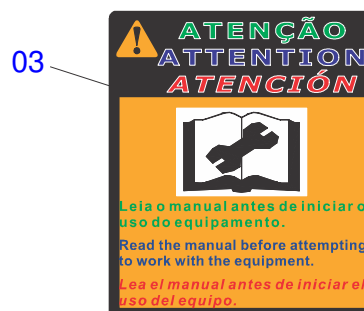 03
ATENÇÃO
ATTENTION
ATENCIÓN
Leia o manual antes de iniciar o
uso do equipamento.
Read the manual before attempting
to work with the equipment.
Lea el manual antes de iniciar el
uso del equipo.